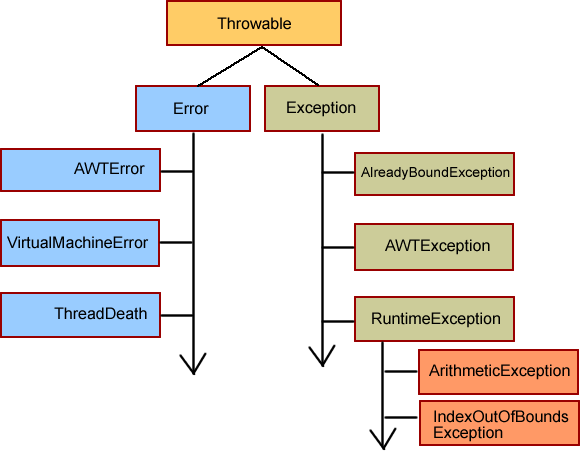 Throwable
Error
Exception
AWTError
VirtualMachineError
ThreadDeath
AlreadyBoundException
AWTException
RuntimeException
ArithmeticException
IndexOutOfBounds
Exception